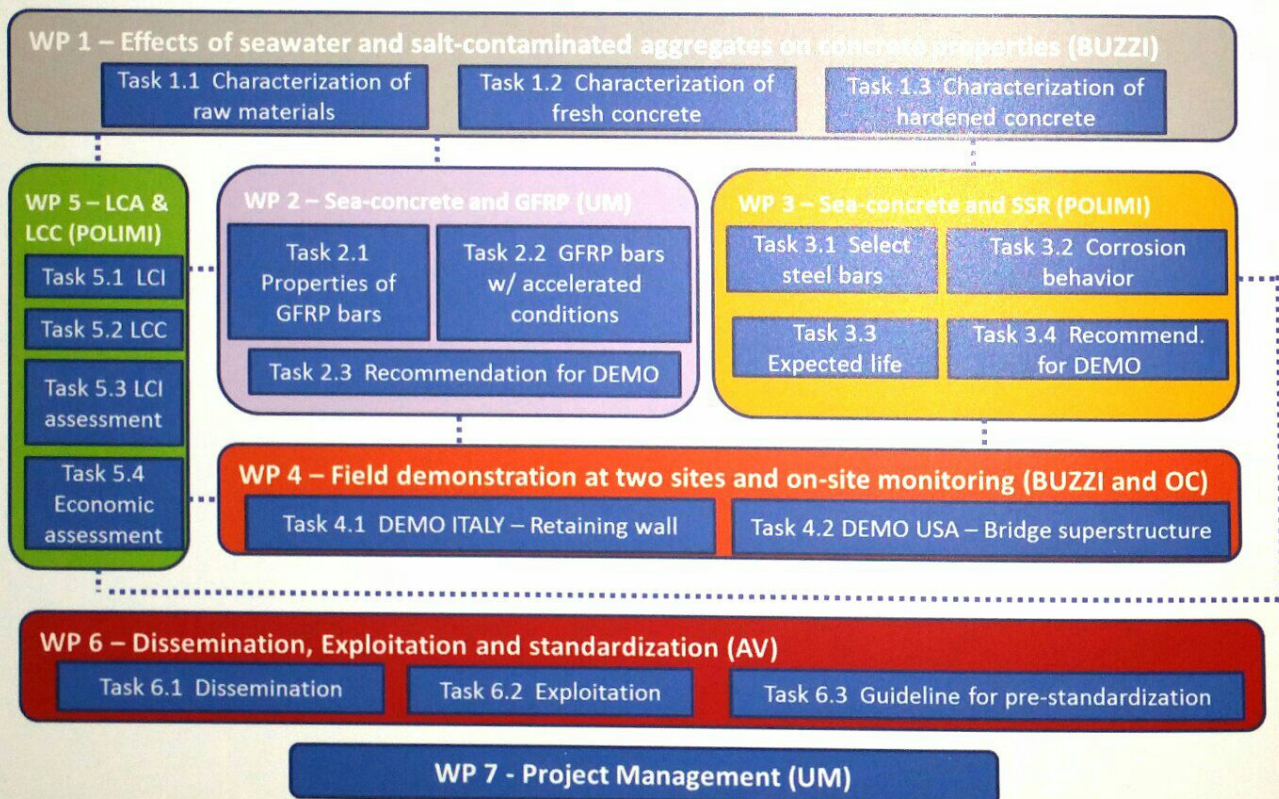 WP 1 – Effects of seawater and salt-contaminated aggregates on concrete properties (BUZZI)
Task 1.1 Characterization of
raw materials
Task 1.2 Characterization of
fresh concrete
Task 1.3 Characterization of
hardened concrete
WP 5 – LCA &
LCC (POLIMI)
Task 5.1 LCI
Task 5.2 LCC
Task 5.3 LCI
assessment
Task 5.4
Economic
assessment
WP 2 – Sea-concrete and GFRP (UM)
Task 2.1
Properties of
GFRP bars
Task 2.2 GFRP bars
w/ accelerated
conditions
Task 2.3 Recommendation for DEMO
WP 3 – Sea-concrete and SSR (POLIMI)
Task 3.1 Select
steel bars
Task 3.2 Corrosion
behavior
Task 3.3
Expected life
Task 3.4 Recommend.
for DEMO
WP 4 – Field demonstration at two sites and on-site monitoring (BUZZI and OC)
Task 4.1 DEMO ITALY – Retaining wall
Task 4.2 DEMO USA – Bridge superstructure
WP 6 – Dissemination, Exploitation and standardization (AV)
Task 6.1 Dissemination
Task 6.2 Exploitation
Task 6.3 Guideline for pre-standardization
WP 7 - Project Management (UM)